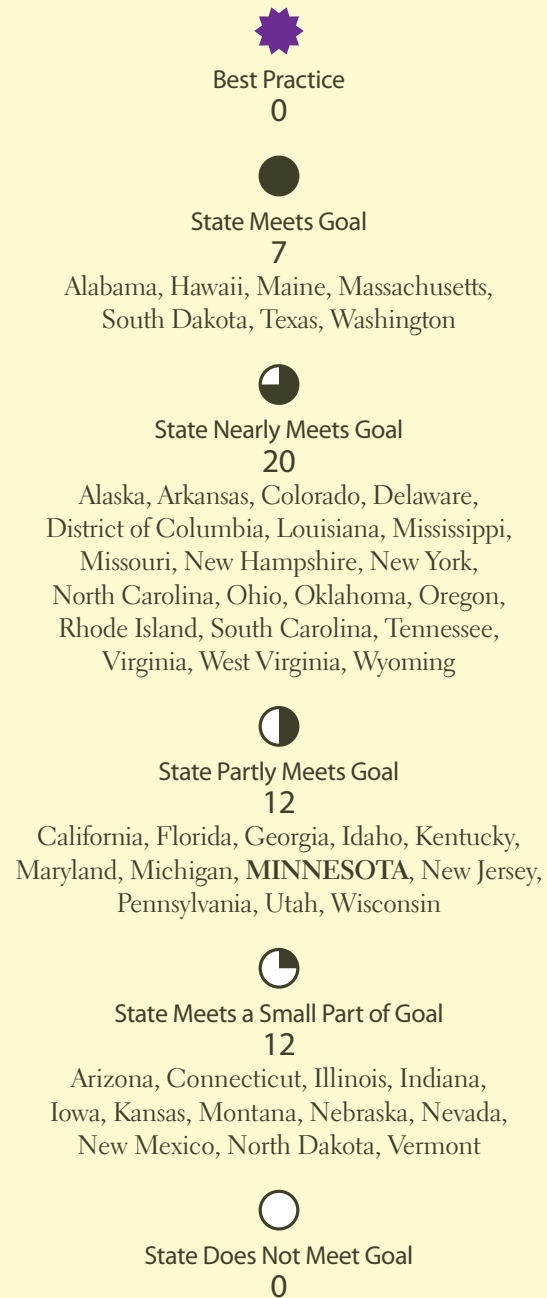 Best Practice
0
State Meets Goal
7
Alabama, Hawaii, Maine, Massachusetts,
South Dakota, Texas, Washington
State Nearly Meets Goal
20
Alaska, Arkansas, Colorado, Delaware,
District of Columbia, Louisiana, Mississippi,
Missouri, New Hampshire, New York,
North Carolina, Ohio, Oklahoma, Oregon,
Rhode Island, South Carolina, Tennessee,
Virginia, West Virginia, Wyoming
State Partly Meets Goal
12
California, Florida, Georgia, Idaho, Kentucky,
Maryland, Michigan, MINNESOTA, New Jersey,
Pennsylvania, Utah, Wisconsin
State Meets a Small Part of Goal
12
Arizona, Connecticut, Illinois, Indiana,
Iowa, Kansas, Montana, Nebraska, Nevada,
New Mexico, North Dakota, Vermont
State Does Not Meet Goal
0